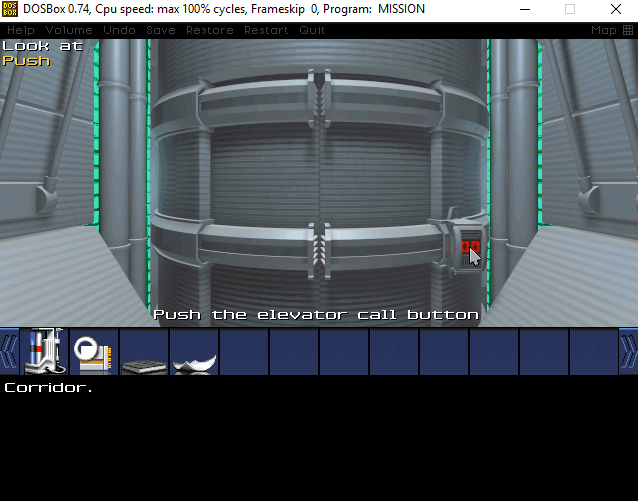 DOSBox 0.74, Cpu speed: max 100% cycles, Frameskip 0, Program: MISSION
Help Volume Undo Save Restore Restart Quit Map
Look at
Push
Push the elevator call button
Corridor.